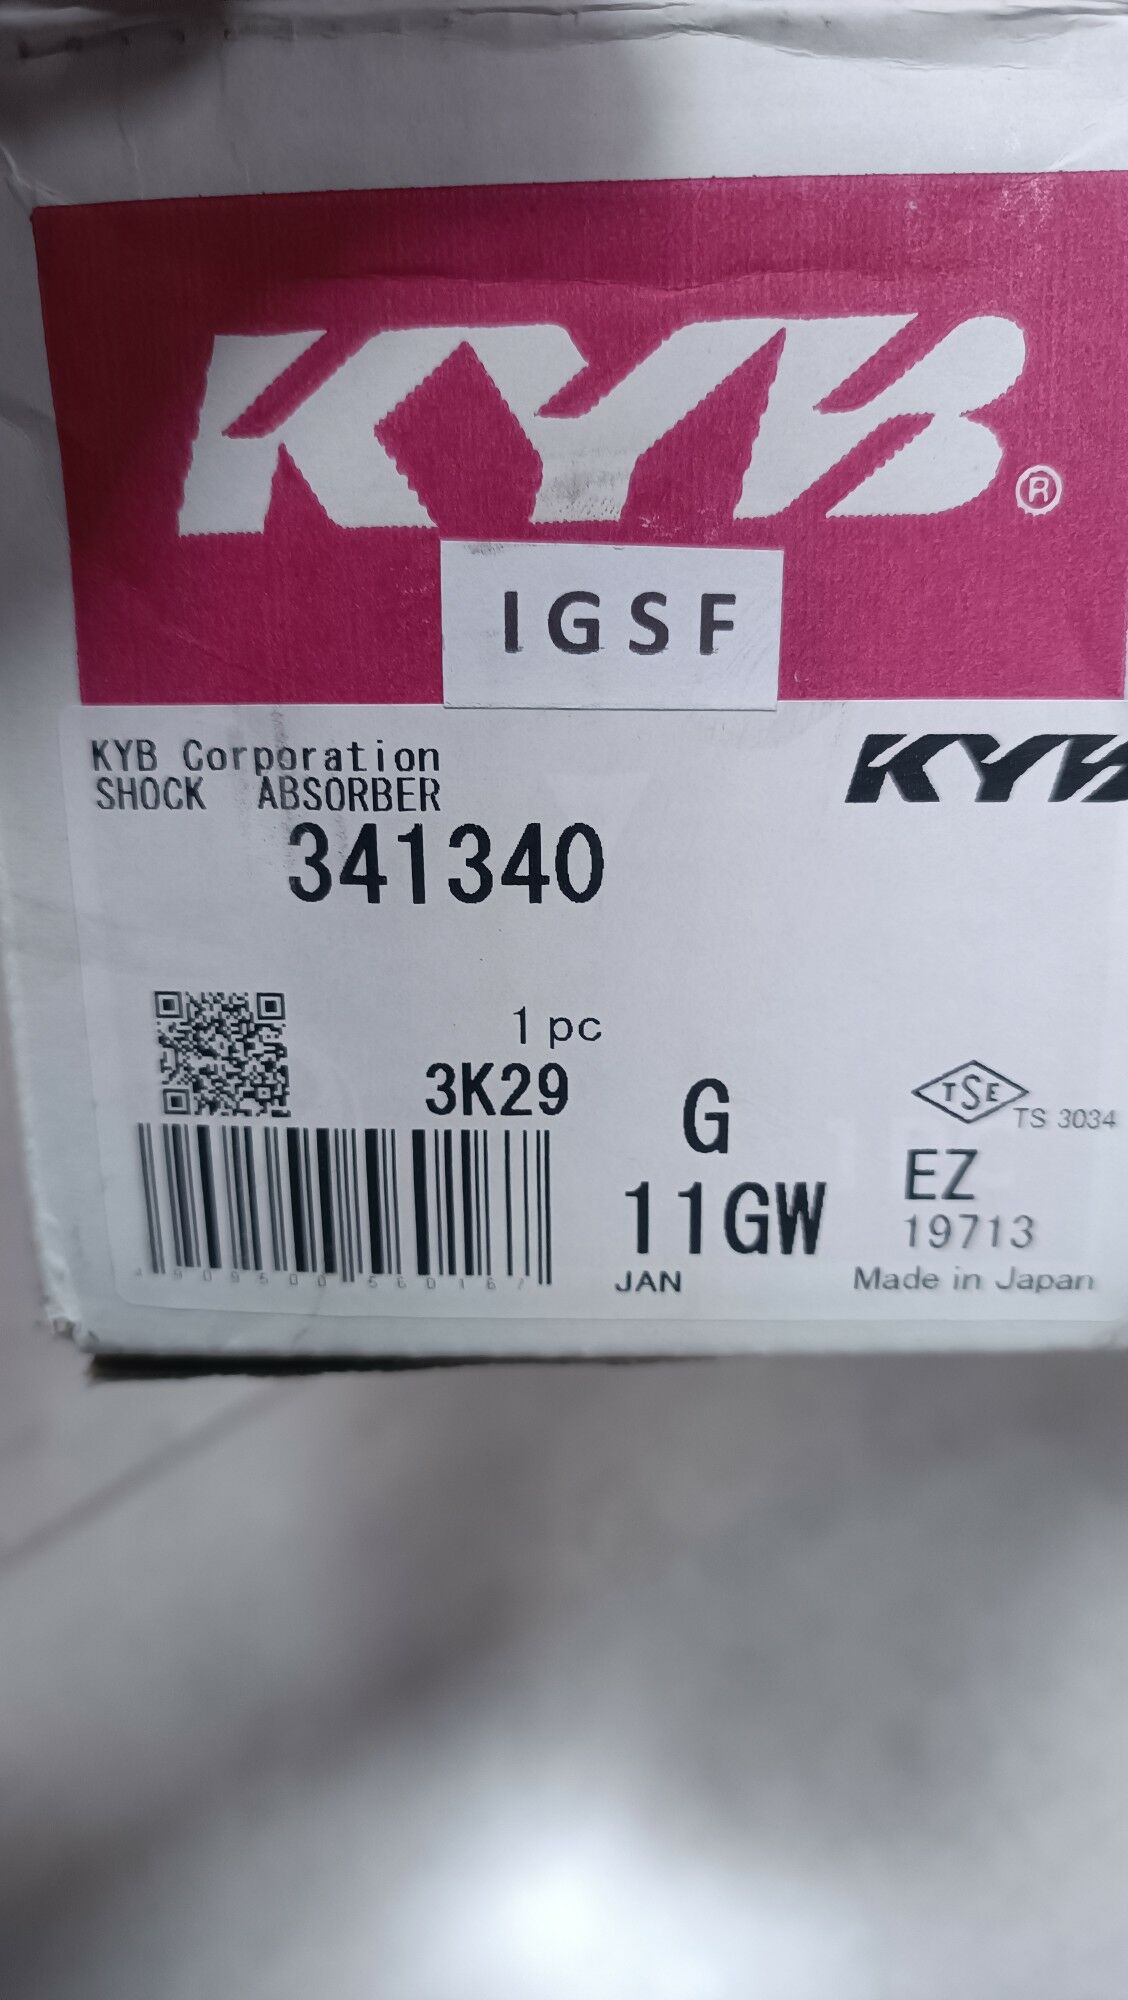 KYB ®
IGSF
KYB Corporation
SHOCK ABSORBER
KYB
341340
1 pc
3K29
G
TSE
TS 3034
11GW
EZ
19713
JAN
Made in Japan